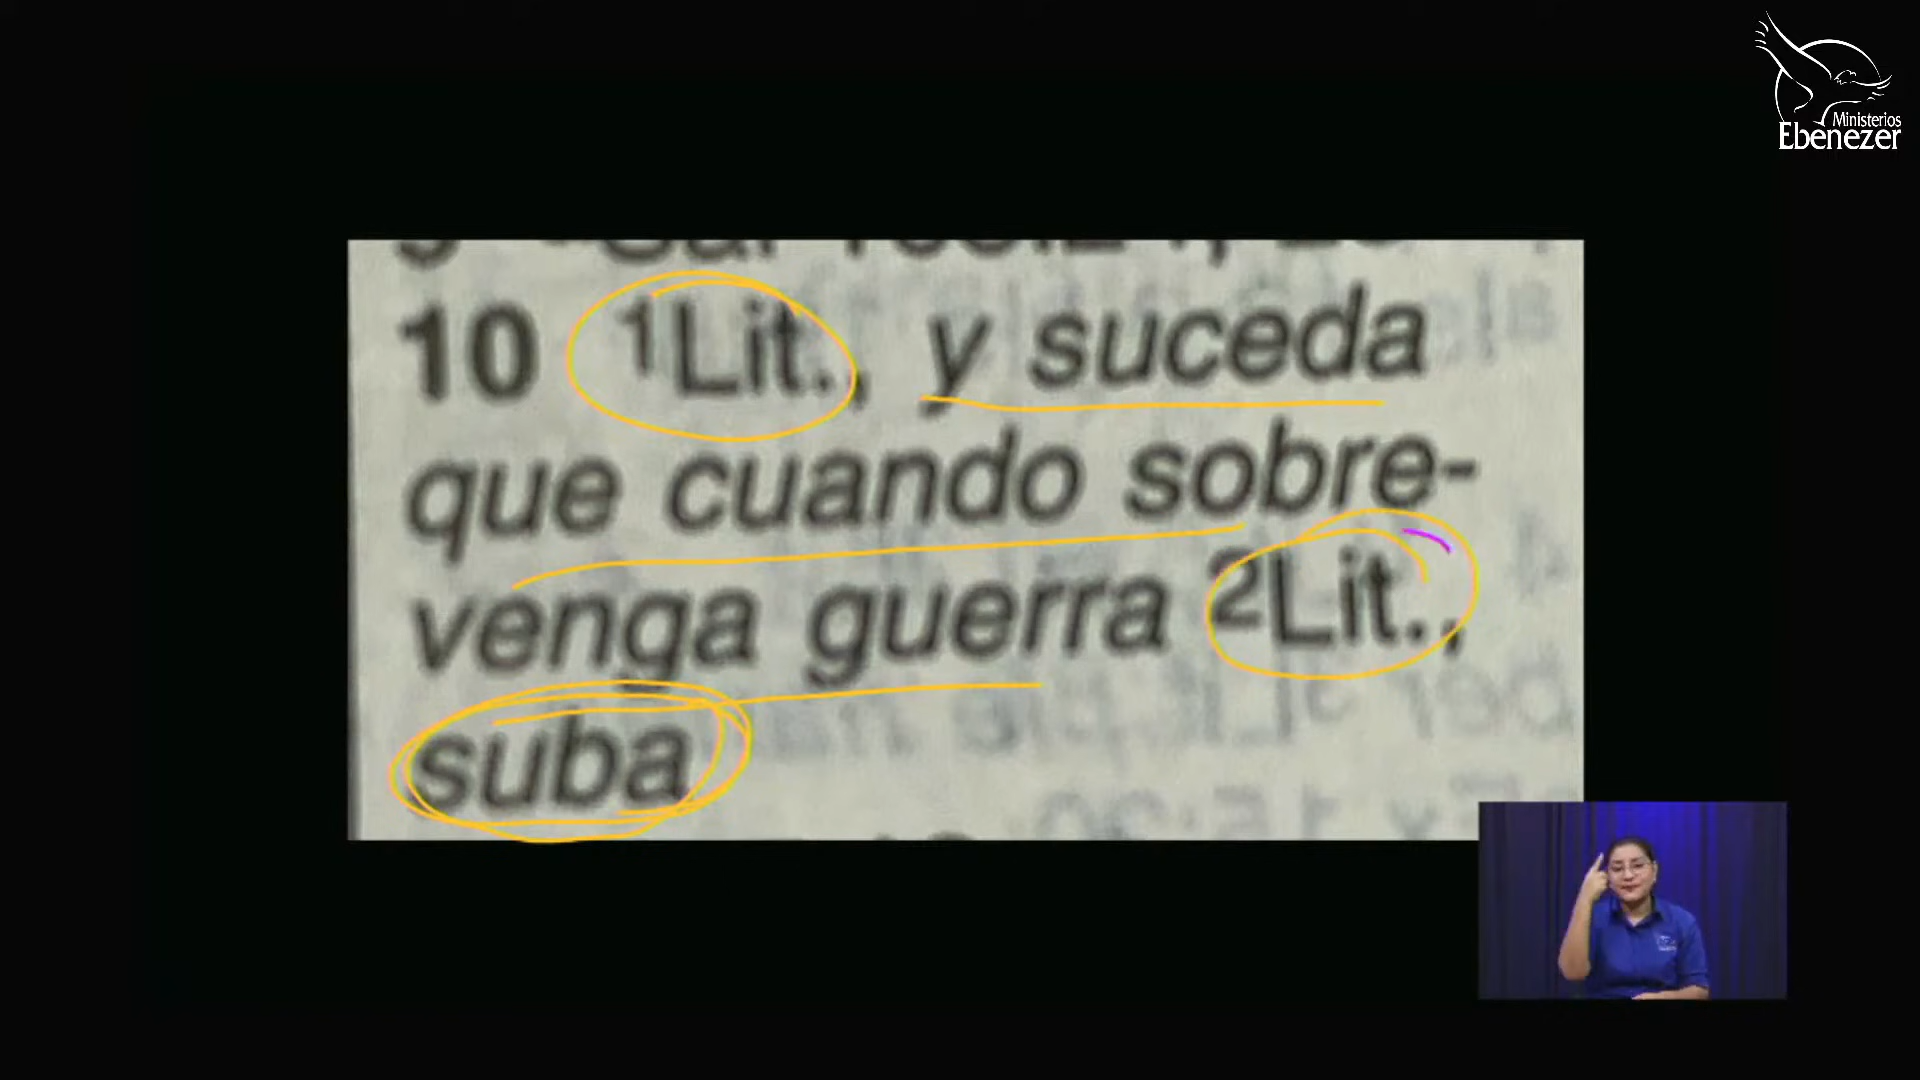 Ministerios
Ebenezer
10 ¹Lit., y suceda
que cuando sobre-
venga guerra ²Lit.,
suba